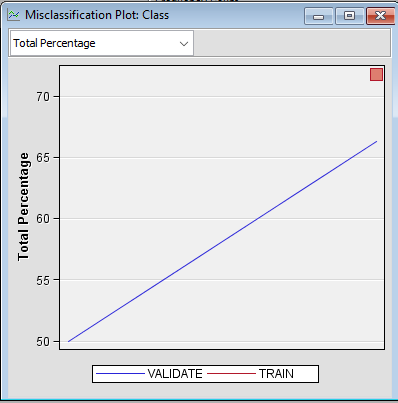 Misclassification Plot: Class
Total Percentage
70
65
60
55
50
Total Percentage
VALIDATE TRAIN